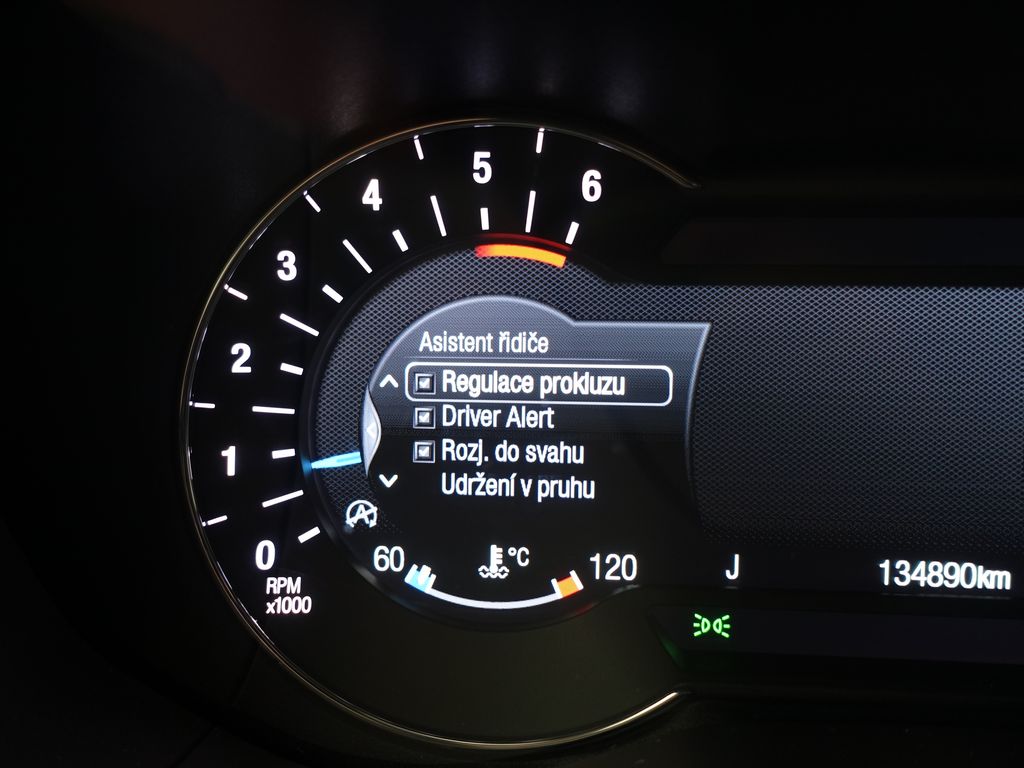 6
5
4
3
2
1
0
RPM
x1000
Asistent řidiče
Regulace prokluzu
Driver Alert
Rozj. do svahu
Udržení v pruhu
60 °C 120
J 134890km